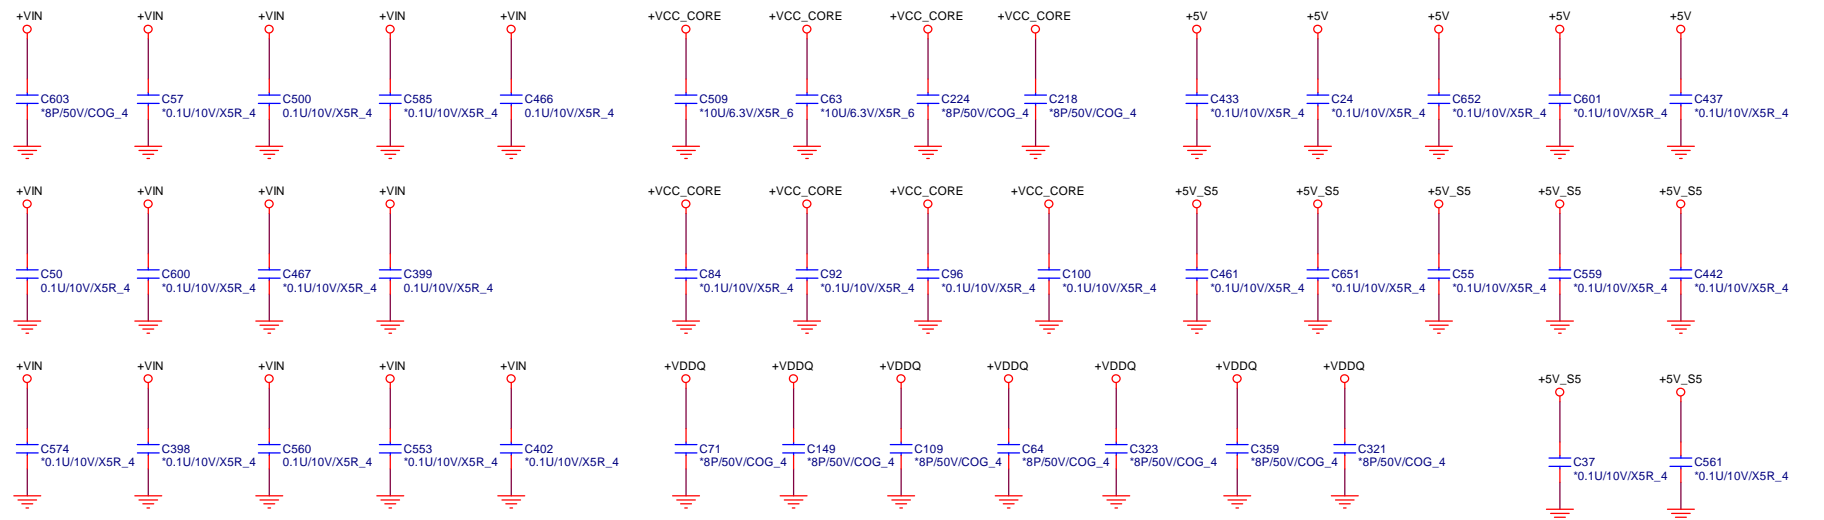 +VIN +VIN +VIN +VIN +VIN +VCC_CORE +VCC_CORE +VCC_CORE +VCC_CORE +5V +5V +5V +5V +5V
C603 C57 C500 C585 C466 C509 C63 C224 C218 C433 C24 C652 C601 C437
*8P/50V/COG_4 *0.1U/10V/X5R_4 0.1U/10V/X5R_4 *0.1U/10V/X5R_4 0.1U/10V/X5R_4 *10U/6.3V/X5R_6 *10U/6.3V/X5R_6 *8P/50V/COG_4 *8P/50V/COG_4 *0.1U/10V/X5R_4 *0.1U/10V/X5R_4 *0.1U/10V/X5R_4 *0.1U/10V/X5R_4 *0.1U/10V/X5R_4
+VIN +VIN +VIN +VIN +VCC_CORE +VCC_CORE +VCC_CORE +VCC_CORE +5V_S5 +5V_S5 +5V_S5 +5V_S5 +5V_S5
C50 C600 C467 C399 C84 C92 C96 C100 C461 C651 C55 C559 C442
0.1U/10V/X5R_4 *0.1U/10V/X5R_4 *0.1U/10V/X5R_4 0.1U/10V/X5R_4 *0.1U/10V/X5R_4 *0.1U/10V/X5R_4 *0.1U/10V/X5R_4 *0.1U/10V/X5R_4 *0.1U/10V/X5R_4 *0.1U/10V/X5R_4 *0.1U/10V/X5R_4 *0.1U/10V/X5R_4 *0.1U/10V/X5R_4
+VIN +VIN +VIN +VIN +VIN +VDDQ +VDDQ +VDDQ +VDDQ +VDDQ +VDDQ +VDDQ
+5V_S5 +5V_S5
C574 C398 C560 C553 C402 C71 C149 C109 C64 C323 C359 C321
*0.1U/10V/X5R_4 *0.1U/10V/X5R_4 0.1U/10V/X5R_4 *0.1U/10V/X5R_4 *0.1U/10V/X5R_4 *8P/50V/COG_4 *8P/50V/COG_4 *8P/50V/COG_4 *8P/50V/COG_4 *8P/50V/COG_4 *8P/50V/COG_4 *8P/50V/COG_4
C37 C561
*0.1U/10V/X5R_4 *0.1U/10V/X5R_4